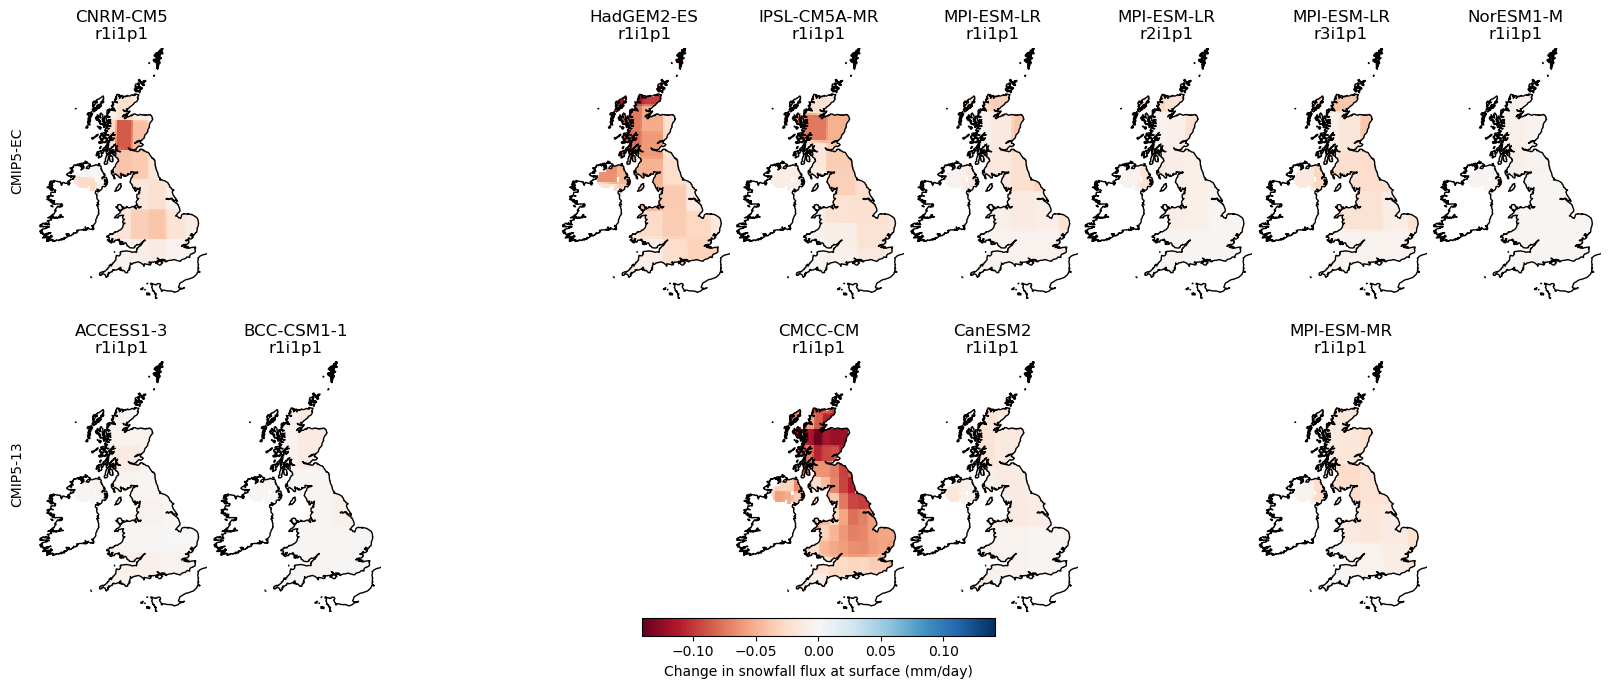 CNRM-CM5
r1i1p1
HadGEM2-ES
r1i1p1
IPSL-CM5A-MR
r1i1p1
MPI-ESM-LR
r1i1p1
MPI-ESM-LR
r2i1p1
MPI-ESM-LR
r3i1p1
NorESM1-M
r1i1p1
CMIP5-EC
ACCESS1-3
r1i1p1
BCC-CSM1-1
r1i1p1
CMCC-CM
r1i1p1
CanESM2
r1i1p1
MPI-ESM-MR
r1i1p1
CMIP5-13
−0.10 −0.05 0.00 0.05 0.10
Change in snowfall flux at surface (mm/day)